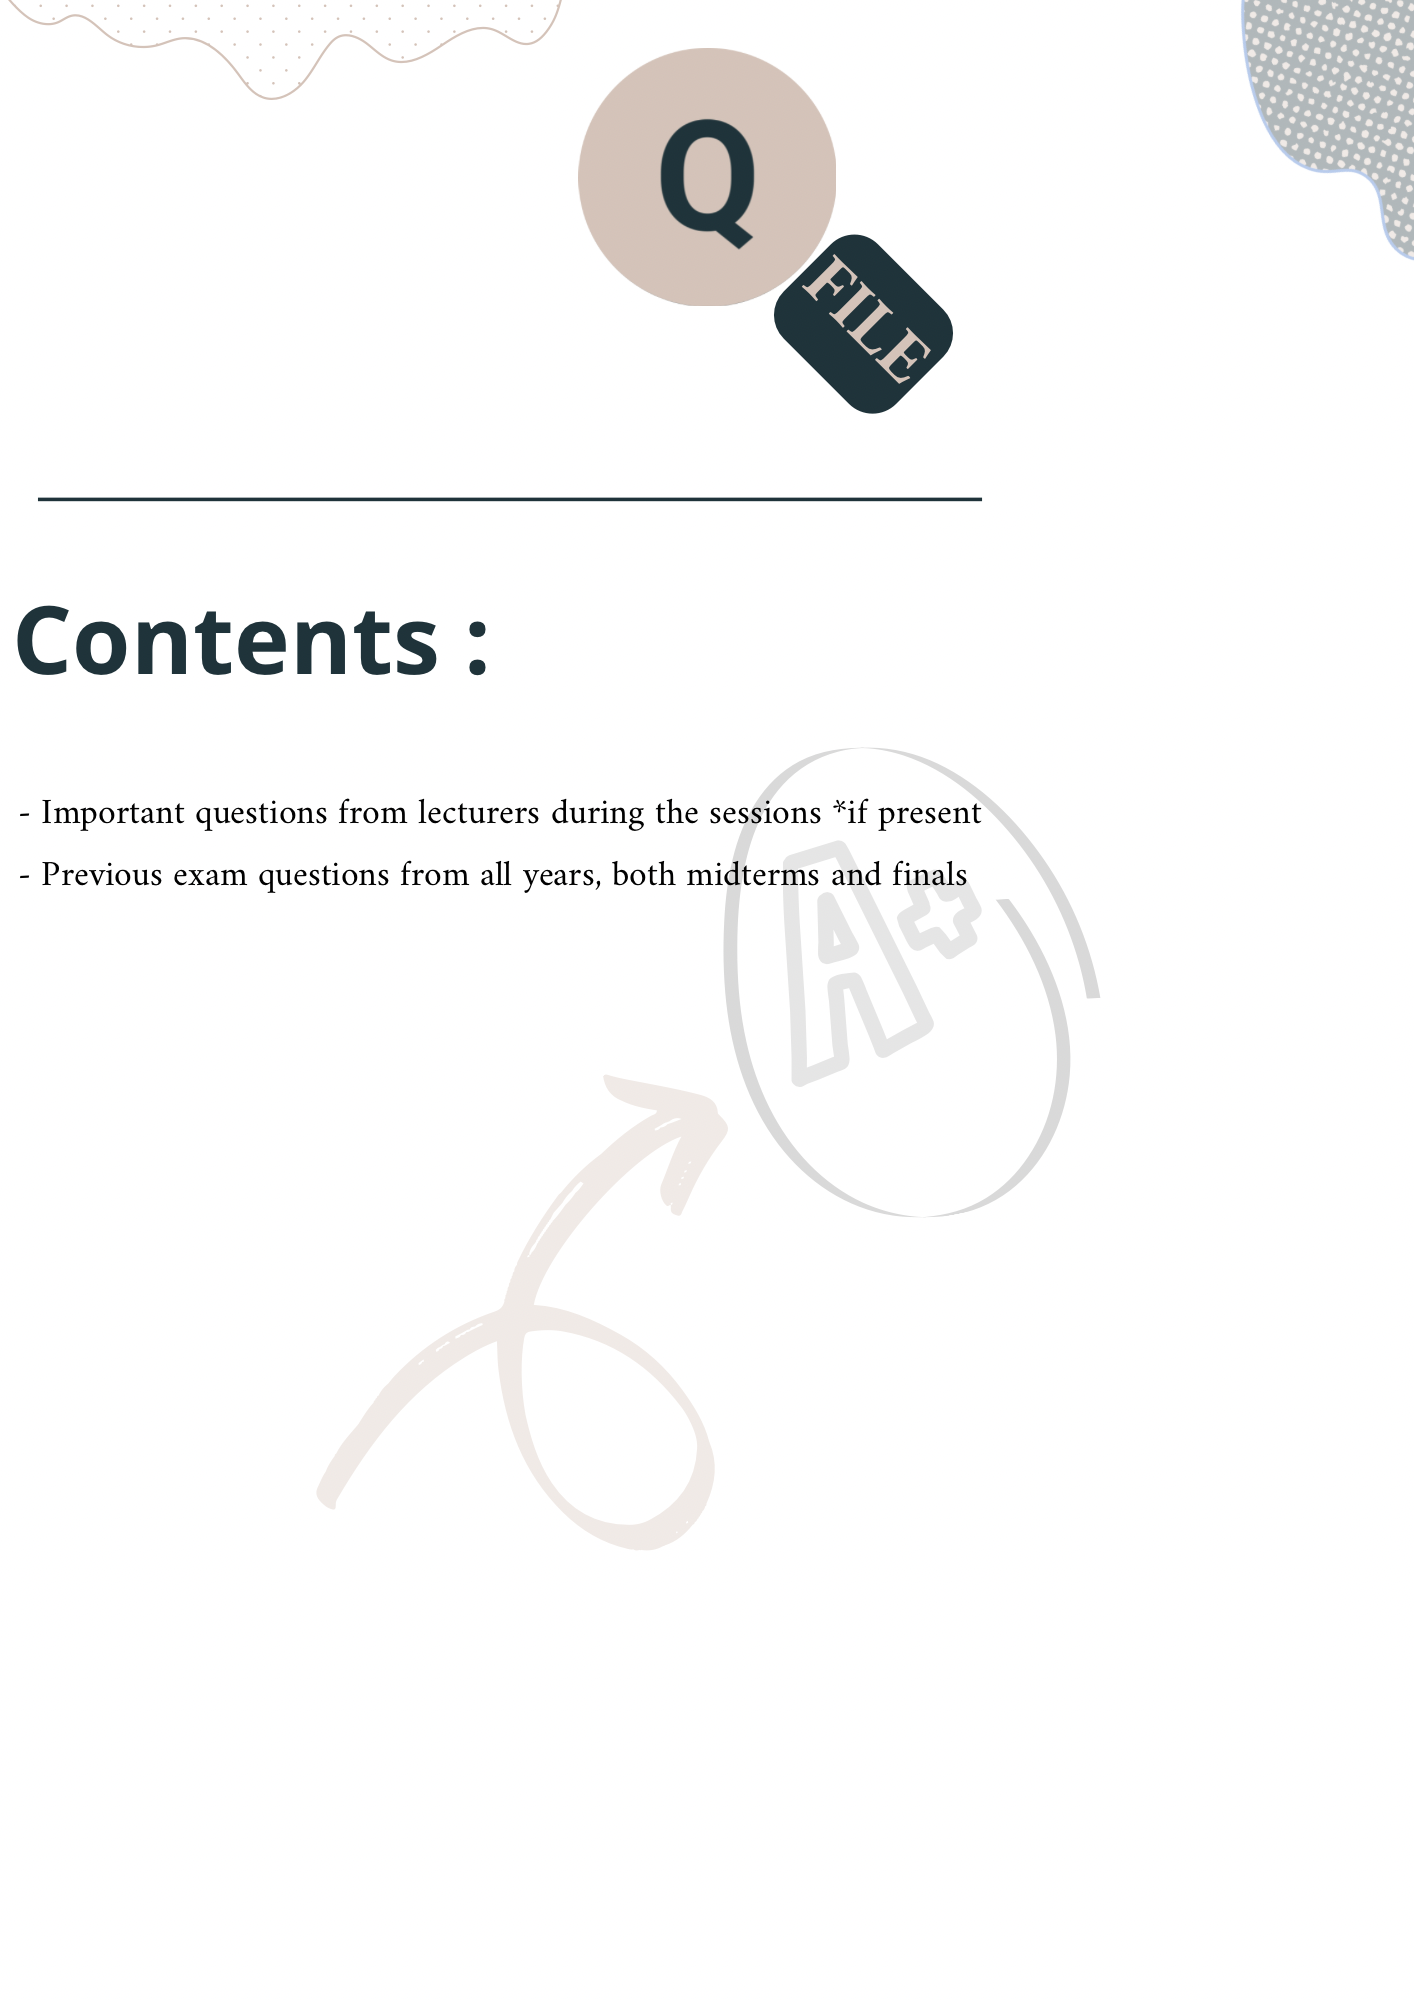 Q
FILE
Contents :
- Important questions from lecturers during the sessions *if present
- Previous exam questions from all years, both midterms and finals
A+